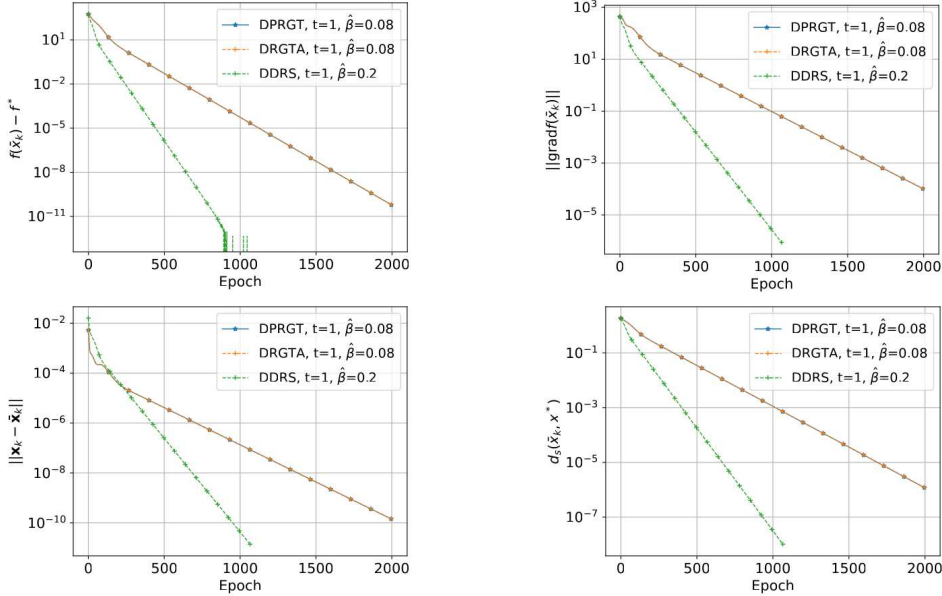 10^1
10^{-2}
10^{-5}
10^{-8}
10^{-11}
f(x̄_k) − f^*
0 500 1000 1500 2000
Epoch
DPRGT, t=1, β̂=0.08
DRGTA, t=1, β̂=0.08
DDRS, t=1, β̂=0.2
10^3
10^1
10^{-1}
10^{-3}
10^{-5}
||gradf(x̄_k)||
0 500 1000 1500 2000
Epoch
DPRGT, t=1, β̂=0.08
DRGTA, t=1, β̂=0.08
DDRS, t=1, β̂=0.2
10^{-2}
10^{-4}
10^{-6}
10^{-8}
10^{-10}
||𝐱_k − 𝐱̄_k||
0 500 1000 1500 2000
Epoch
DPRGT, t=1, β̂=0.08
DRGTA, t=1, β̂=0.08
DDRS, t=1, β̂=0.2
10^{-1}
10^{-3}
10^{-5}
10^{-7}
d_s(x̄_k, x^*)
0 500 1000 1500 2000
Epoch
DPRGT, t=1, β̂=0.08
DRGTA, t=1, β̂=0.08
DDRS, t=1, β̂=0.2